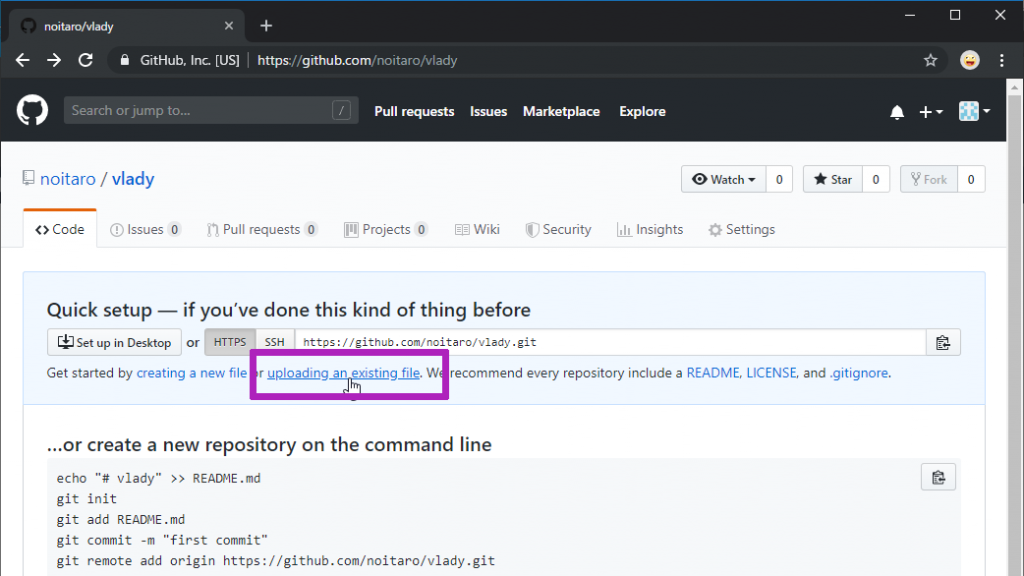 noitaro/vlady
GitHub, Inc. [US] https://github.com/noitaro/vlady
Search or jump to... / Pull requests Issues Marketplace Explore
noitaro / vlady Watch 0 Star 0 Fork 0
Code Issues 0 Pull requests 0 Projects 0 Wiki Security Insights Settings
Quick setup — if you’ve done this kind of thing before
Set up in Desktop or HTTPS SSH https://github.com/noitaro/vlady.git
Get started by creating a new file or uploading an existing file. We recommend every repository include a README, LICENSE, and .gitignore.
…or create a new repository on the command line
echo "# vlady" >> README.md
git init
git add README.md
git commit -m "first commit"
git remote add origin https://github.com/noitaro/vlady.git